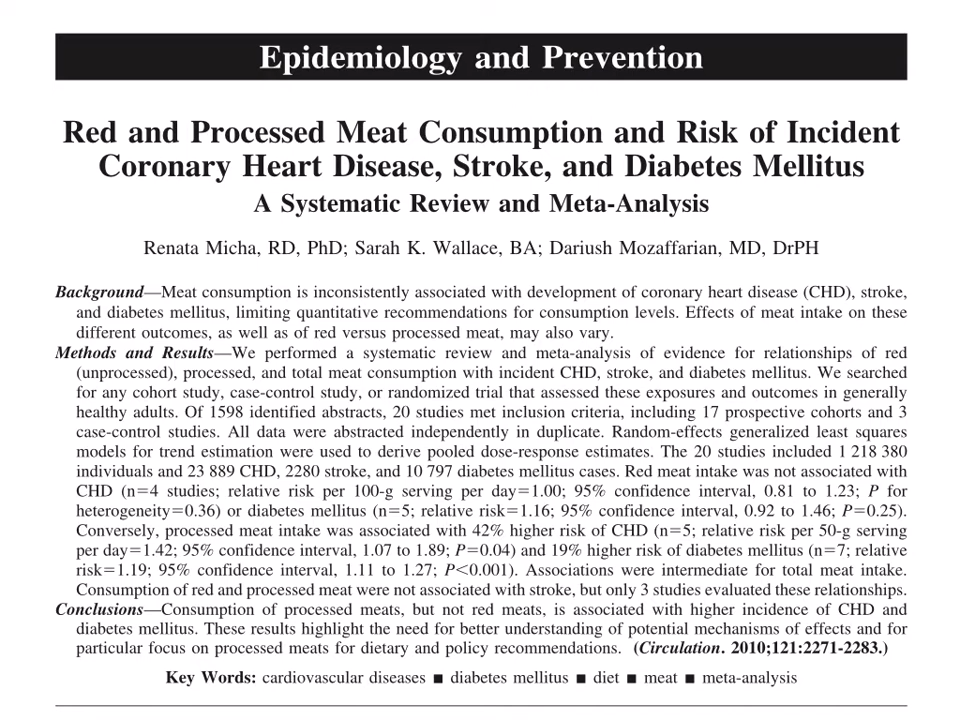 Epidemiology and Prevention
Red and Processed Meat Consumption and Risk of Incident
Coronary Heart Disease, Stroke, and Diabetes Mellitus
A Systematic Review and Meta-Analysis
Renata Micha, RD, PhD; Sarah K. Wallace, BA; Dariush Mozaffarian, MD, DrPH
Background—Meat consumption is inconsistently associated with development of coronary heart disease (CHD), stroke,
and diabetes mellitus, limiting quantitative recommendations for consumption levels. Effects of meat intake on these
different outcomes, as well as of red versus processed meat, may also vary.
Methods and Results—We performed a systematic review and meta-analysis of evidence for relationships of red
(unprocessed), processed, and total meat consumption with incident CHD, stroke, and diabetes mellitus. We searched
for any cohort study, case-control study, or randomized trial that assessed these exposures and outcomes in generally
healthy adults. Of 1598 identified abstracts, 20 studies met inclusion criteria, including 17 prospective cohorts and 3
case-control studies. All data were abstracted independently in duplicate. Random-effects generalized least squares
models for trend estimation were used to derive pooled dose-response estimates. The 20 studies included 1 218 380
individuals and 23 889 CHD, 2280 stroke, and 10 797 diabetes mellitus cases. Red meat intake was not associated with
CHD (n=4 studies; relative risk per 100-g serving per day=1.00; 95% confidence interval, 0.81 to 1.23; P for
heterogeneity=0.36) or diabetes mellitus (n=5; relative risk=1.16; 95% confidence interval, 0.92 to 1.46; P=0.25).
Conversely, processed meat intake was associated with 42% higher risk of CHD (n=5; relative risk per 50-g serving
per day=1.42; 95% confidence interval, 1.07 to 1.89; P=0.04) and 19% higher risk of diabetes mellitus (n=7; relative
risk=1.19; 95% confidence interval, 1.11 to 1.27; P<0.001). Associations were intermediate for total meat intake.
Consumption of red and processed meat were not associated with stroke, but only 3 studies evaluated these relationships.
Conclusions—Consumption of processed meats, but not red meats, is associated with higher incidence of CHD and
diabetes mellitus. These results highlight the need for better understanding of potential mechanisms of effects and for
particular focus on processed meats for dietary and policy recommendations. (Circulation. 2010;121:2271-2283.)
Key Words: cardiovascular diseases ■ diabetes mellitus ■ diet ■ meat ■ meta-analysis